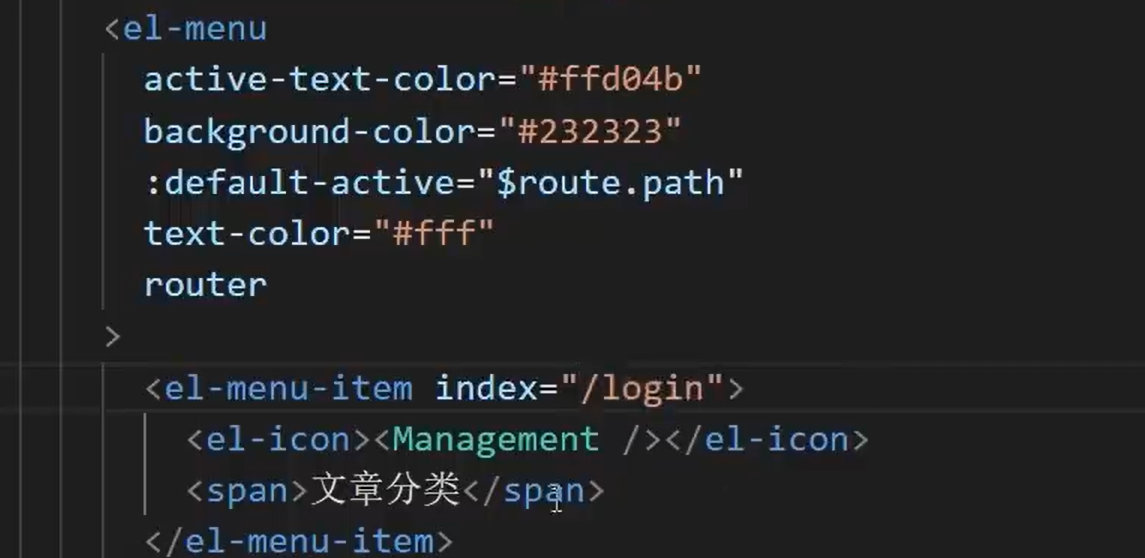 <el-menu
active-text-color="#ffd04b"
background-color="#232323"
:default-active="$route.path"
text-color="#fff"
router
>
<el-menu-item index="/login">
<el-icon><Management /></el-icon>
<span>文章分类</span>
</el-menu-item>